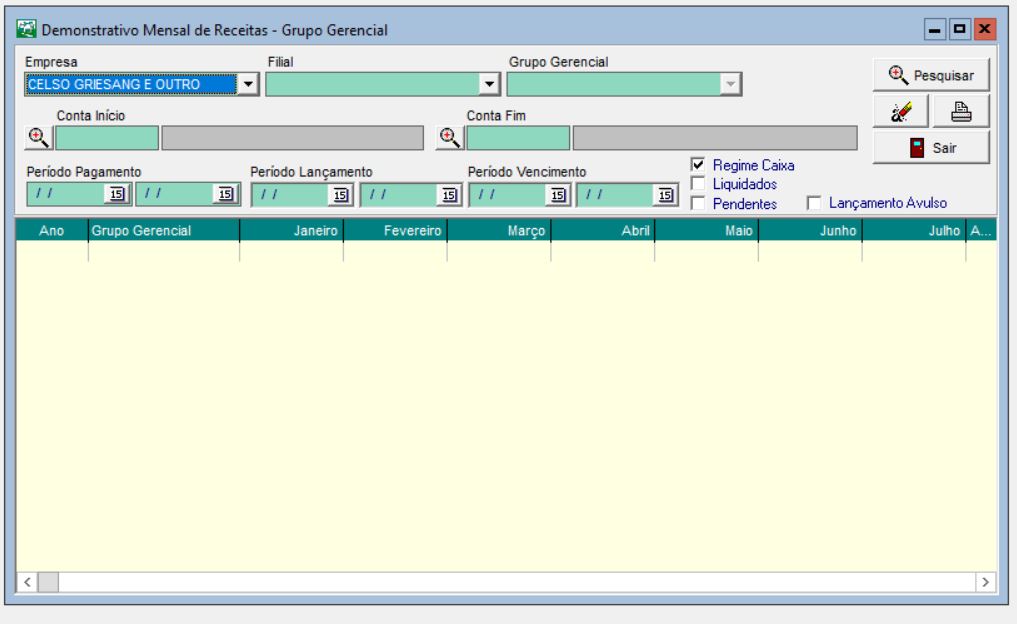 Demonstrativo Mensal de Receitas - Grupo Gerencial
Empresa Filial Grupo Gerencial
CELSO GRIESANG E OUTRO
Pesquisar
Conta Início Conta Fim
Sair
Período Pagamento Período Lançamento Período Vencimento
/ / 15 / / 15 / / 15 / / 15 / / 15 / / 15
Regime Caixa
Liquidados
Pendentes Lançamento Avulso
Ano Grupo Gerencial Janeiro Fevereiro Março Abril Maio Junho Julho A...